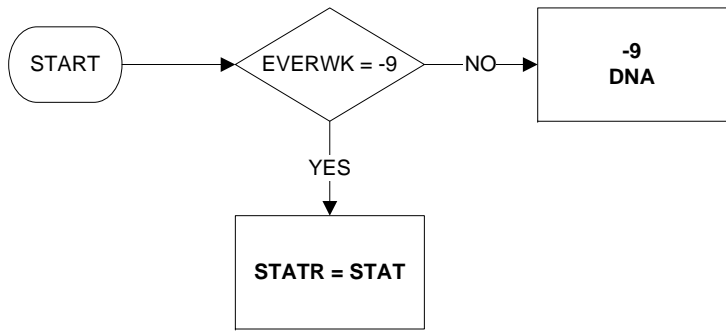 START
EVERWK = -9
NO
-9
DNA
YES
STATR = STAT